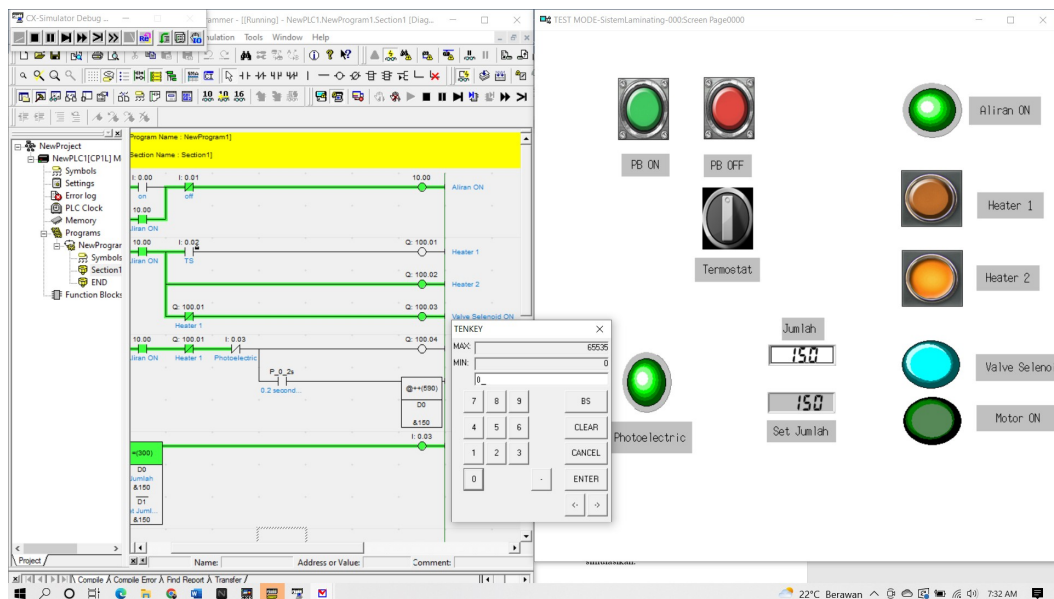 CX-Simulator Debug ...
rammer - [[Running] - NewPLC1.NewProgram1.Section1 [Diag...
ulation Tools Window Help
TEST MODE-SistemLaminating-000:Screen Page0000
NewProject
NewPLC1[CP1L] M
Symbols
Settings
Error log
PLC Clock
Memory
Programs
NewPrograr
Symbols
Section1
END
Function Blocks
Project
Program Name : NewProgram1]
Section Name : Section1]
I: 0.00
I: 0.01
10.00
on
off
Aliran ON
10.00
Aliran ON
10.00
I: 0.02
Q: 100.01
Aliran ON
TS
Heater 1
Q: 100.02
Heater 2
Q: 100.01
Q: 100.03
Heater 1
Valve Selenoid ON
10.00
Q: 100.01
I: 0.03
Q: 100.04
Aliran ON
Heater 1
Photoelectric
P_0_2s
0.2 second...
@++(590)
D0
&150
I: 0.03
=(300)
D0
Jumlah
&150
D1
t Juml...
&150
Name:
Address or Value:
Comment:
Compile
Compile Error
Find Report
Transfer
TENKEY
MAX: 65535
MIN: 0
0_
7 8 9 BS
4 5 6 CLEAR
1 2 3 CANCEL
0 . ENTER
<- ->
PB ON
PB OFF
Aliran ON
Heater 1
Termostat
Heater 2
Jumlah
150
Valve Seleno
150
Set Jumlah
Motor ON
Photoelectric
simulasikan.
22°C Berawan
7:32 AM